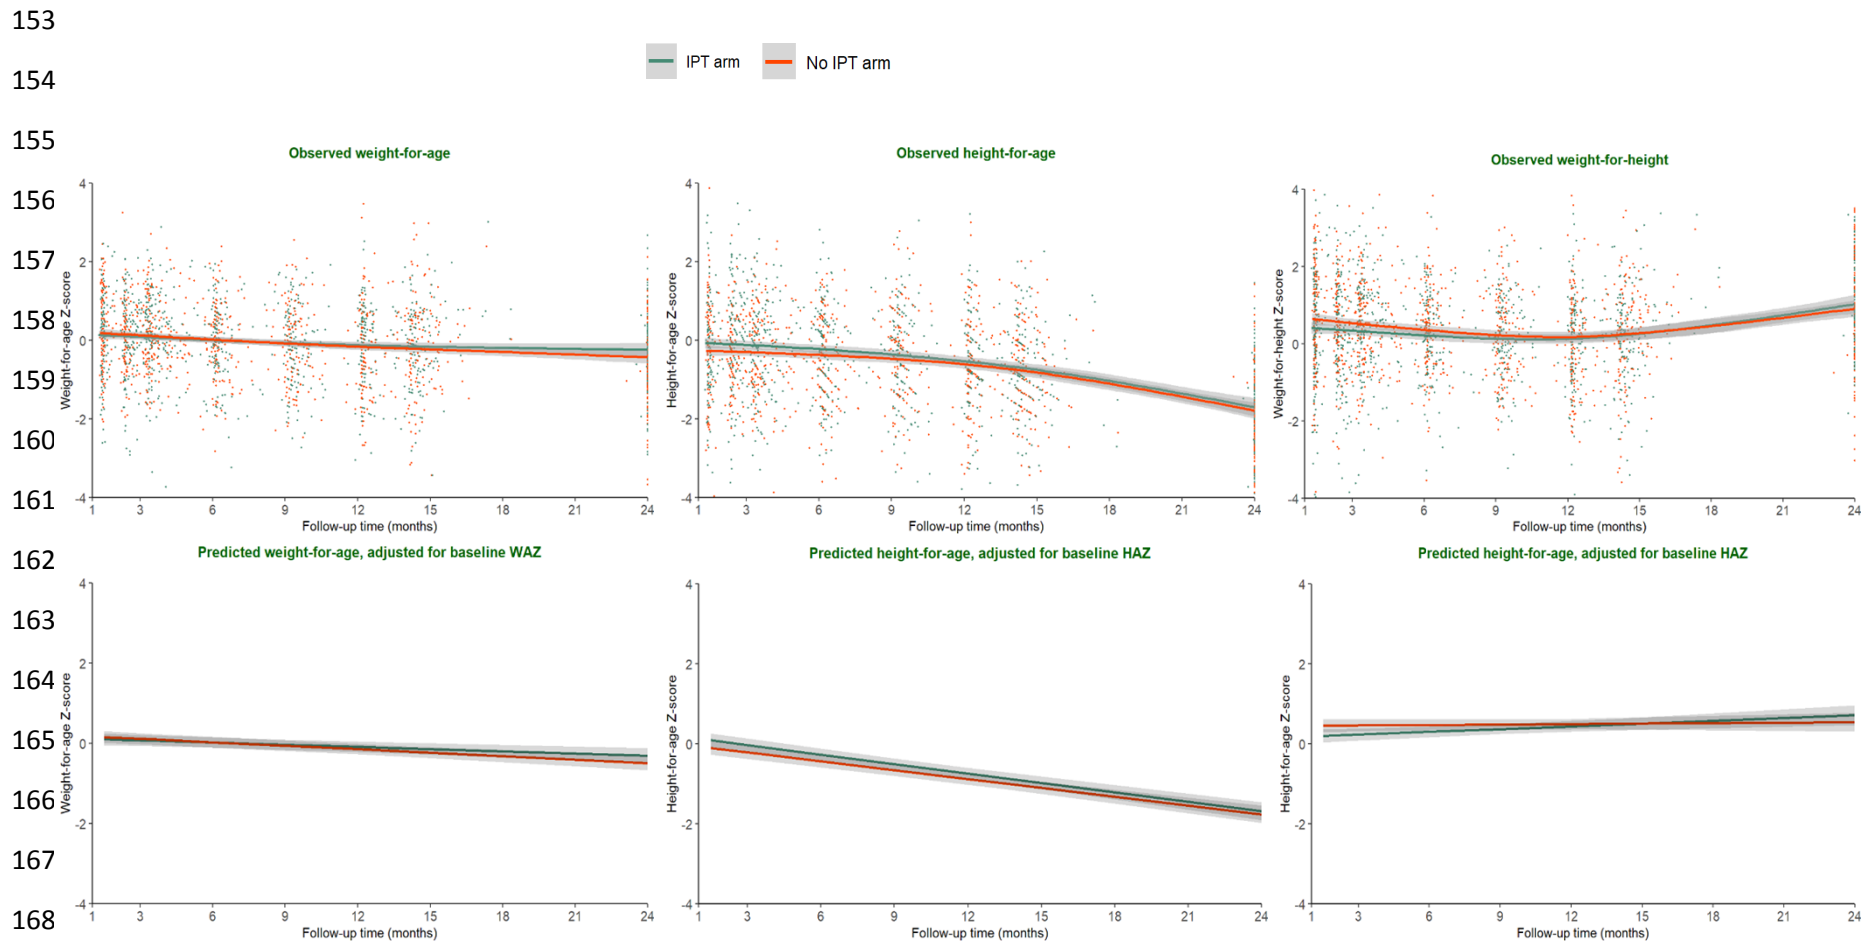 153
154
IPT arm No IPT arm
155
Observed weight-for-age
Observed height-for-age
Observed weight-for-height
156
157
158
159
160
161
Weight-for-age Z-score
4
2
0
-2
-4
1 3 6 9 12 15 18 21 24
Follow-up time (months)
Height-for-age Z-score
4
2
0
-2
-4
1 3 6 9 12 15 18 21 24
Follow-up time (months)
Weight-for-height Z-score
4
2
0
-2
-4
1 3 6 9 12 15 18 21 24
Follow-up time (months)
162
Predicted weight-for-age, adjusted for baseline WAZ
Predicted height-for-age, adjusted for baseline HAZ
Predicted height-for-age, adjusted for baseline HAZ
163
164
165
166
167
168
Weight-for-age Z-score
4
2
0
-2
-4
1 3 6 9 12 15 18 21 24
Follow-up time (months)
Height-for-age Z-score
4
2
0
-2
-4
1 3 6 9 12 15 18 21 24
Follow-up time (months)
Height-for-age Z-score
4
2
0
-2
-4
1 3 6 9 12 15 18 21 24
Follow-up time (months)